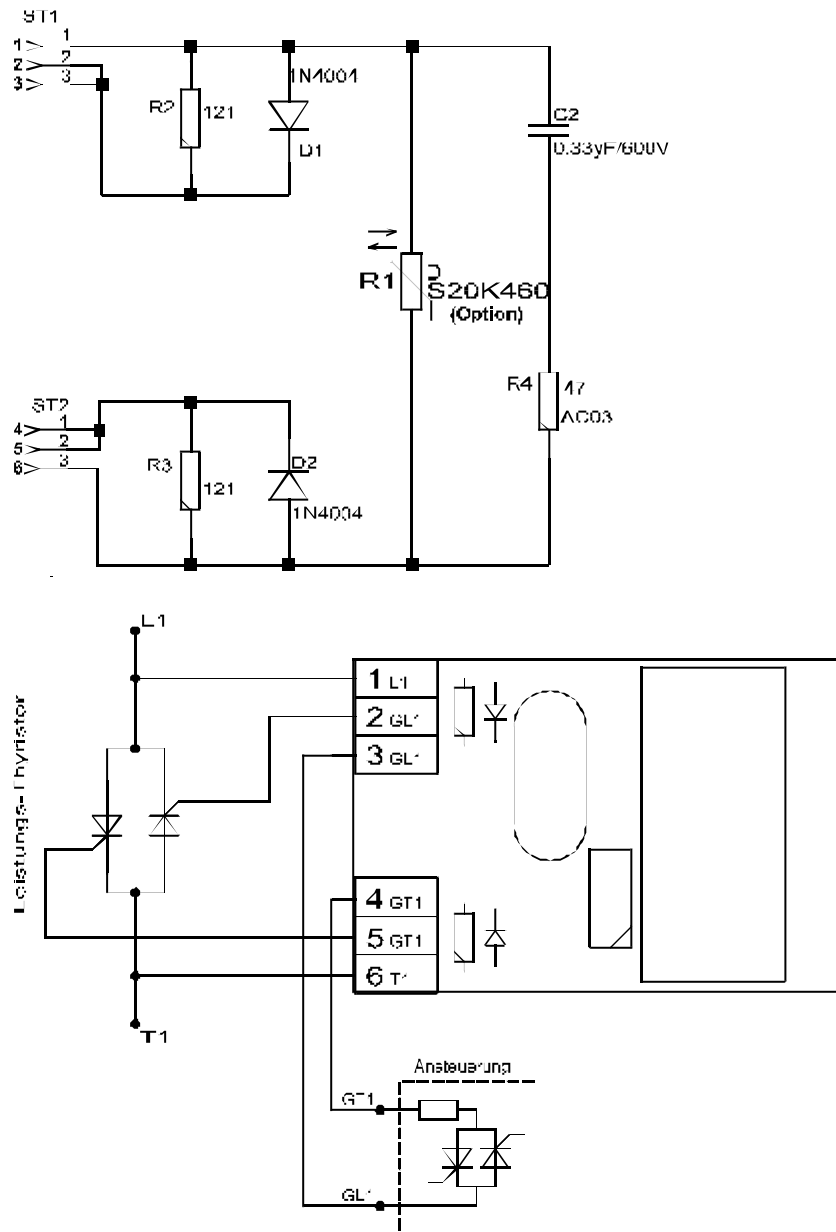 ST1
1 1
2 2
3 3
R2 121
1N4004
D1
C2
0.33yF/600V
R1
S20K460
(Option)
R4 47
AC03
ST2
4 1
5 2
6 3
R3 121
D2
1N4004
L1
Leistungs-Thyristor
1 L1
2 GL1
3 GL1
4 GT1
5 GT1
6 T1
T1
Ansteuerung
GT1
GL1